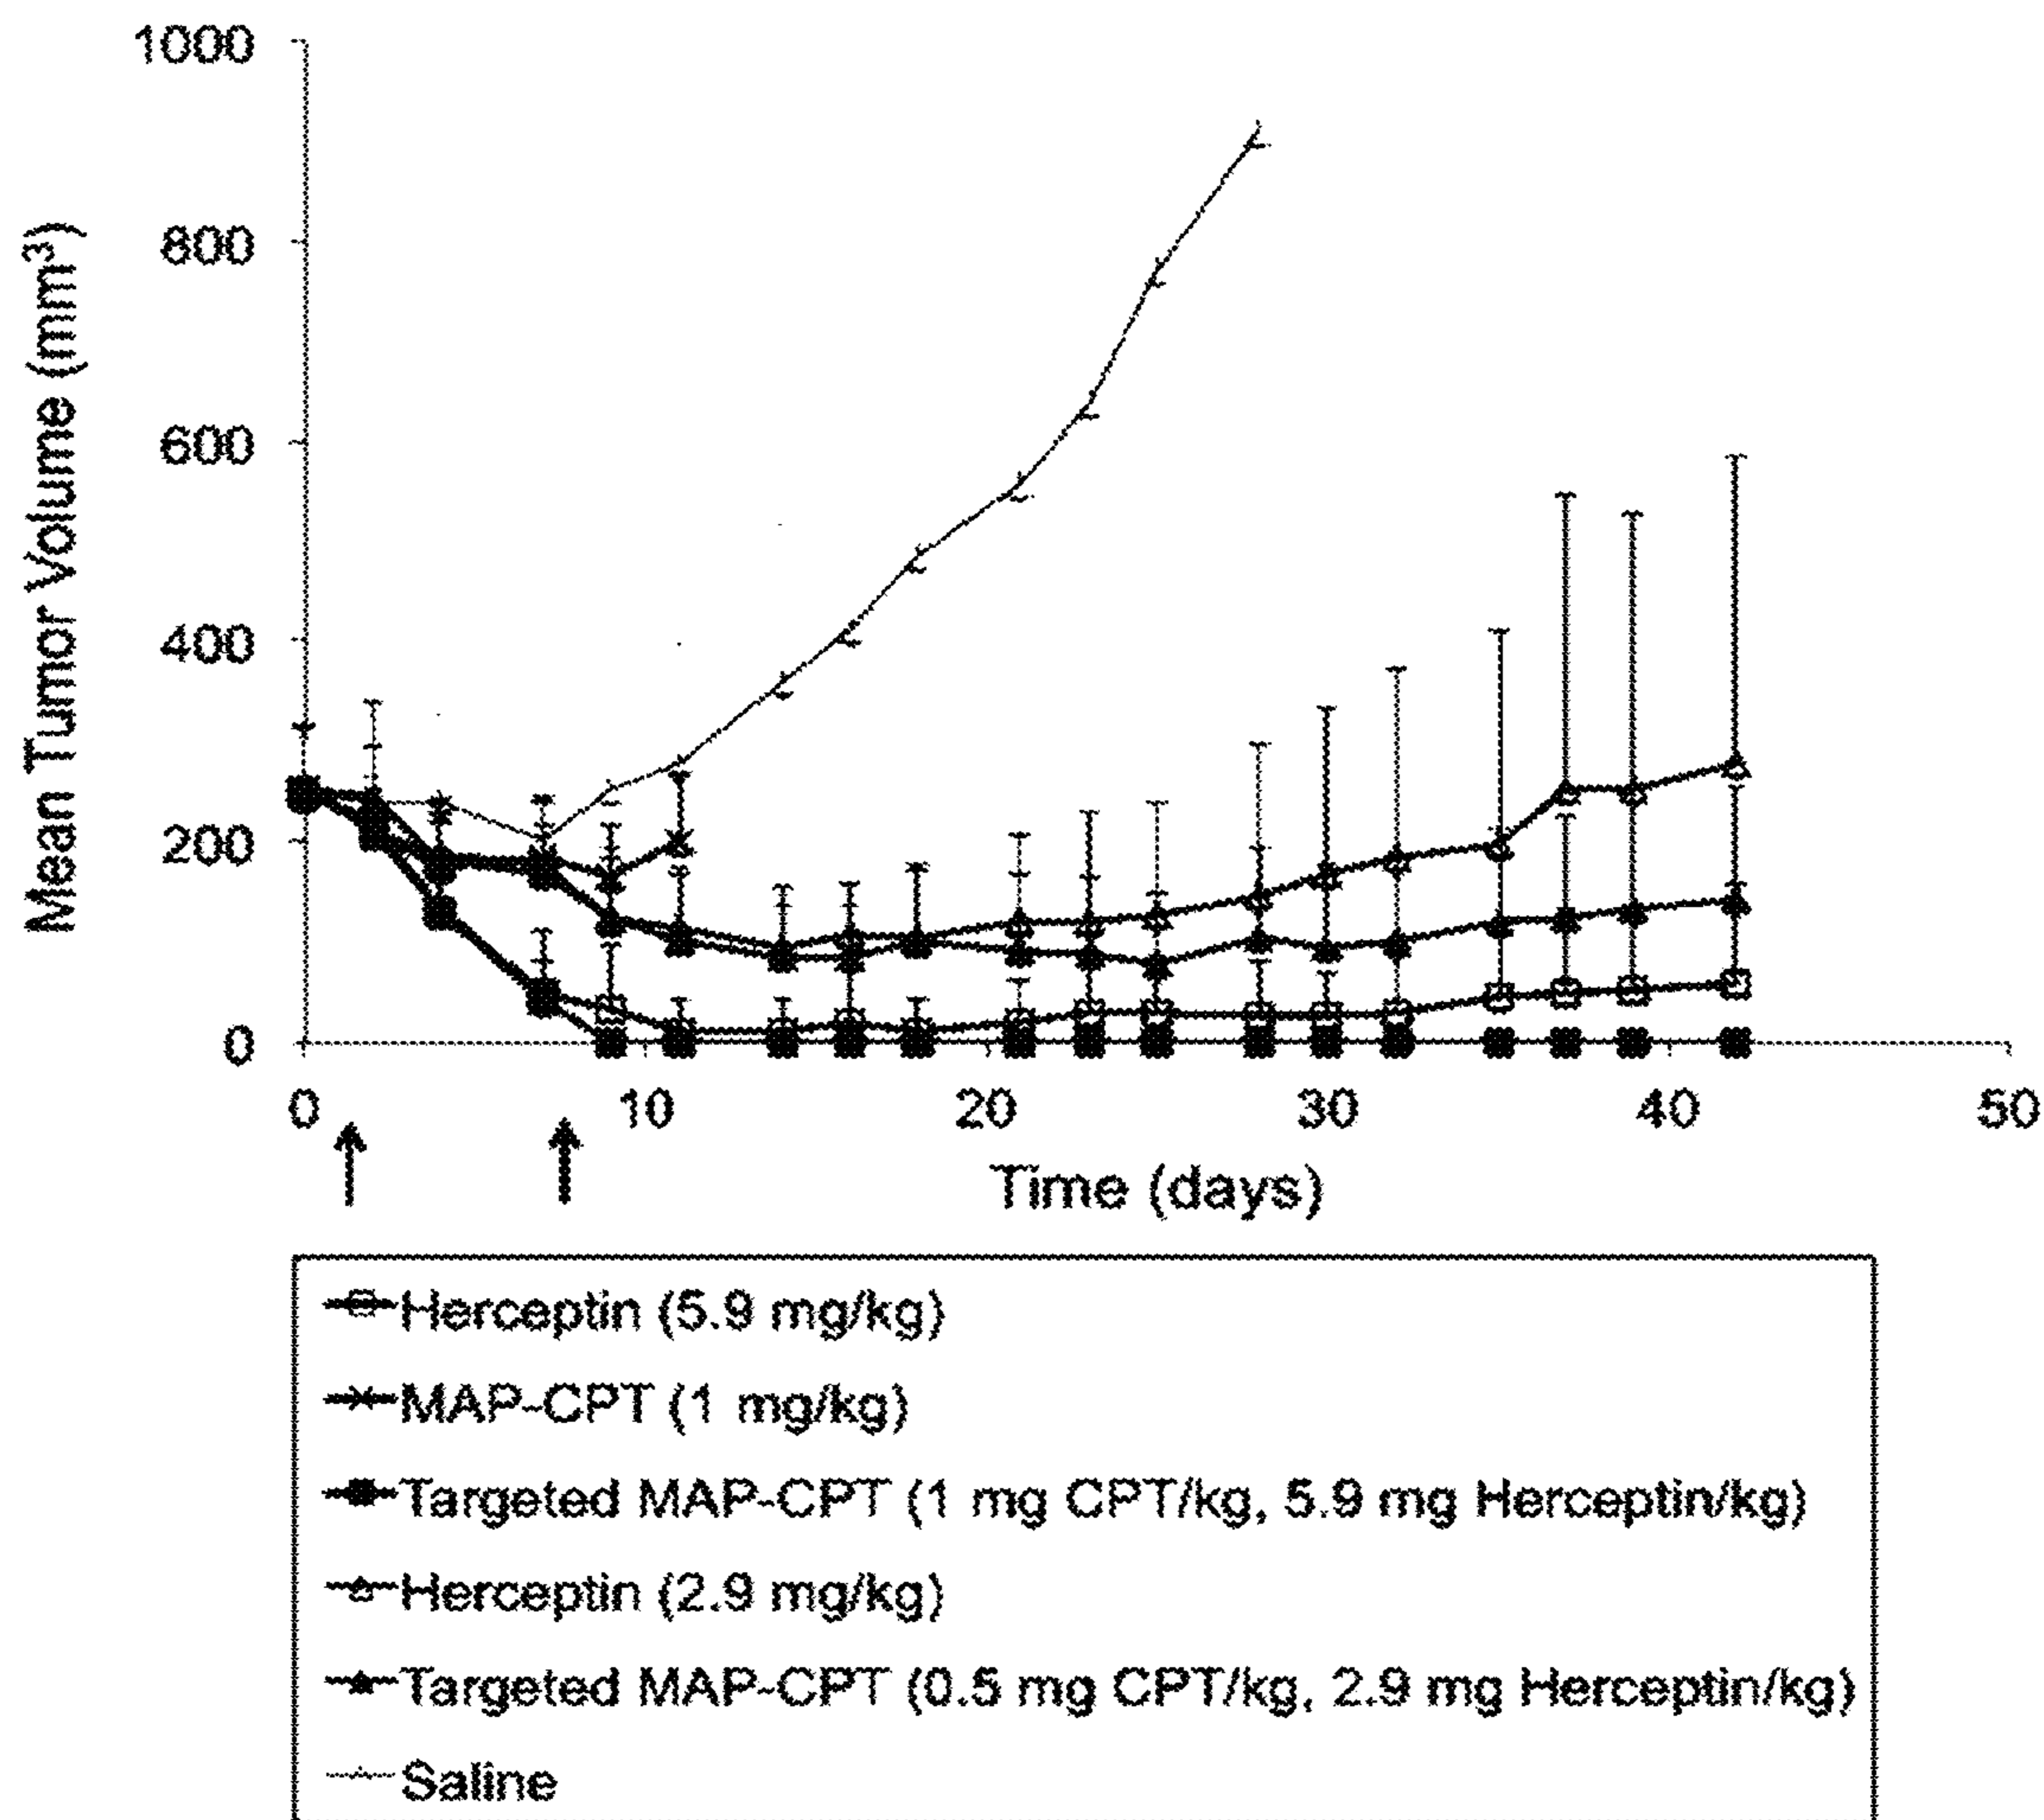 1000
800
600
400
200
0
Mean Tumor Volume (mm³)
0 10 20 30 40 50
Time (days)
Herceptin (5.9 mg/kg)
MAP-CPT (1 mg/kg)
Targeted MAP-CPT (1 mg CPT/kg, 5.9 mg Herceptin/kg)
Herceptin (2.9 mg/kg)
Targeted MAP-CPT (0.5 mg CPT/kg, 2.9 mg Herceptin/kg)
Saline